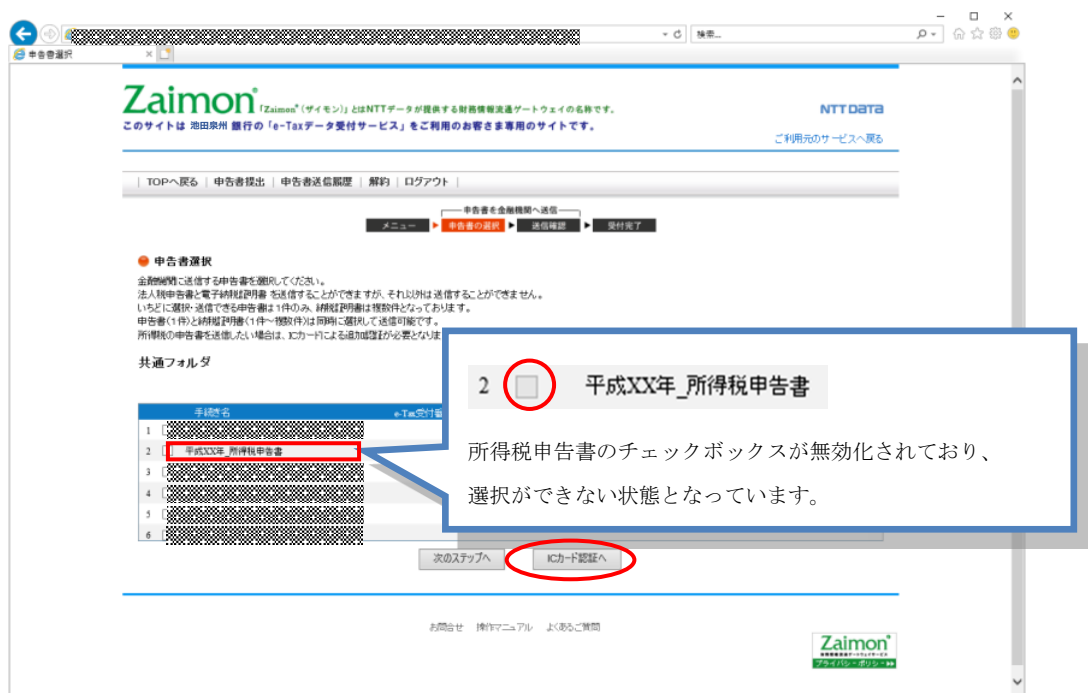 検索...
申告書選択
Zaimon®
「Zaimon®(ザイモン)」とはNTTデータが提供する財務情報流通ゲートウェイの名称です。
NTT DATA
このサイトは 池田泉州 銀行の「e-Taxデータ受付サービス」をご利用のお客さま専用のサイトです。
ご利用元のサービスへ戻る
| TOPへ戻る | 申告書提出 | 申告書送信履歴 | 解約 | ログアウト |
申告書を金融機関へ送信
メニュー ▶ 申告書の選択 ▶ 送信確認 ▶ 受付完了
申告書選択
金融機関に送信する申告書を選択してください。
法人税申告書と電子納税証明書 を送信することができますが、それ以外は送信することができません。
いちどに選択・送信できる申告書は1件のみ、納税証明書は複数件となっております。
申告書(1件)と納税証明書(1件〜複数件)は同時に選択して送信可能です。
所得税の申告書を送信したい場合は、ICカードによる追加認証が必要となりま
共通フォルダ
手続き名 e-Tax受付番
1
2 平成XX年_所得税申告書
3
4
5
6
2 平成XX年_所得税申告書
所得税申告書のチェックボックスが無効化されており、
選択ができない状態となっています。
次のステップへ ICカード認証へ
お問合せ 操作マニュアル よくあるご質問
Zaimon®
プライバシーポリシー